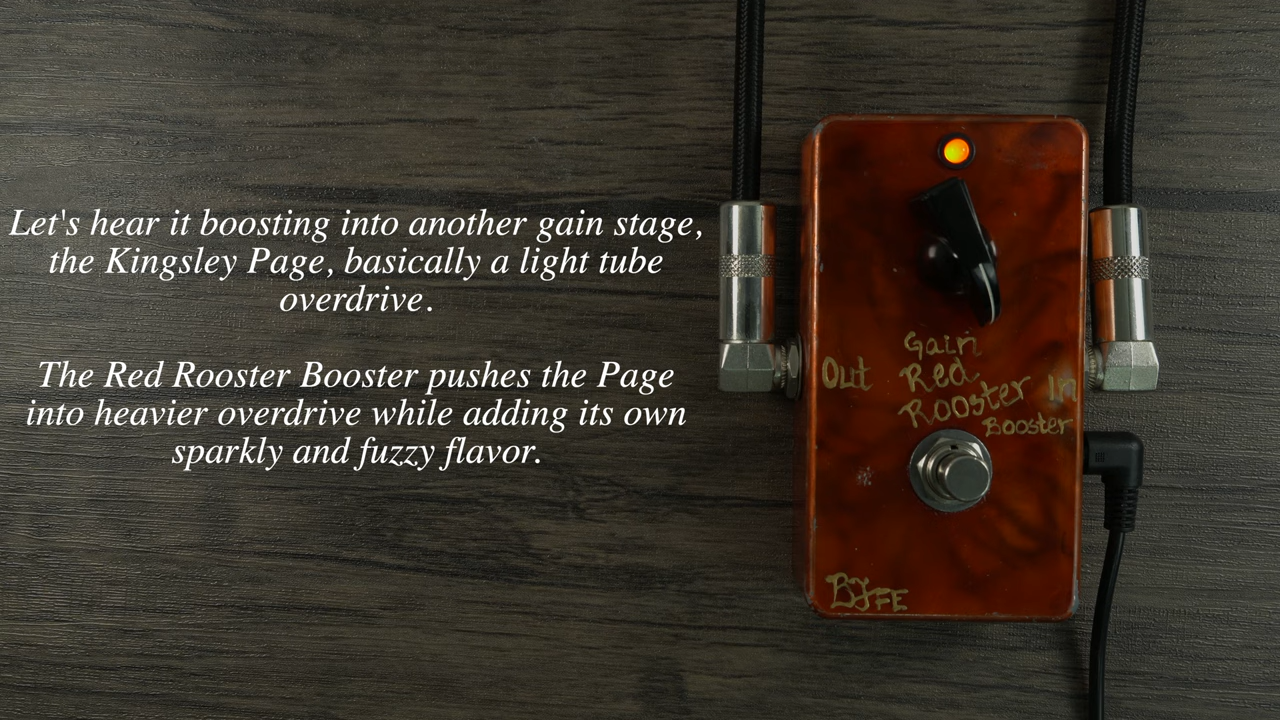 Let's hear it boosting into another gain stage,
the Kingsley Page, basically a light tube
overdrive.
The Red Rooster Booster pushes the Page
into heavier overdrive while adding its own
sparkly and fuzzy flavor.
Gain
Out Red In
Rooster
Booster
BJFE